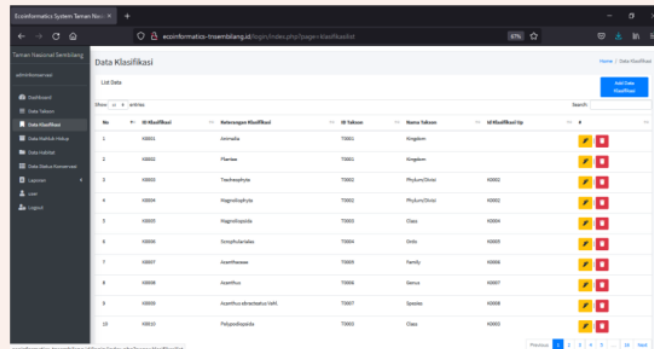 Ecoinformatics System Taman Nas
ecoinformatics-tnsembilang.id/login/index.php?page=klasifikasilist
67%
Taman Nasional Sembilang
Data Klasifikasi
Home / Data Klasifikasi
List Data
Add Data
Klasifikasi
Dashboard
Data Takson
Data Klasifikasi
Data Mahluk Hidup
Data Habitat
Data Status Konservasi
Laporan
user
Logout
Show 10 entries
Search:
No ID Klasifikasi Keterangan Klasifikasi ID Takson Nama Takson Id Klasifikasi Up #
1 K0001 Animalia T0001 Kingdom
2 K0002 Plantae T0001 Kingdom
3 K0003 Tracheophyta T0002 Phylum/Divisi K0002
4 K0004 Magnoliophyta T0002 Phylum/Divisi K0002
5 K0005 Magnoliopsida T0003 Class K0004
6 K0006 Scrophulariales T0004 Ordo K0005
7 K0007 Acanthaceae T0005 Family K0006
8 K0008 Acanthus T0006 Genus K0007
9 K0009 Acanthus ebracteatus Vahl. T0007 Species K0008
10 K0010 Polypodiopsida T0003 Class K0003
Previous 1 2 3 4 5 ... Next